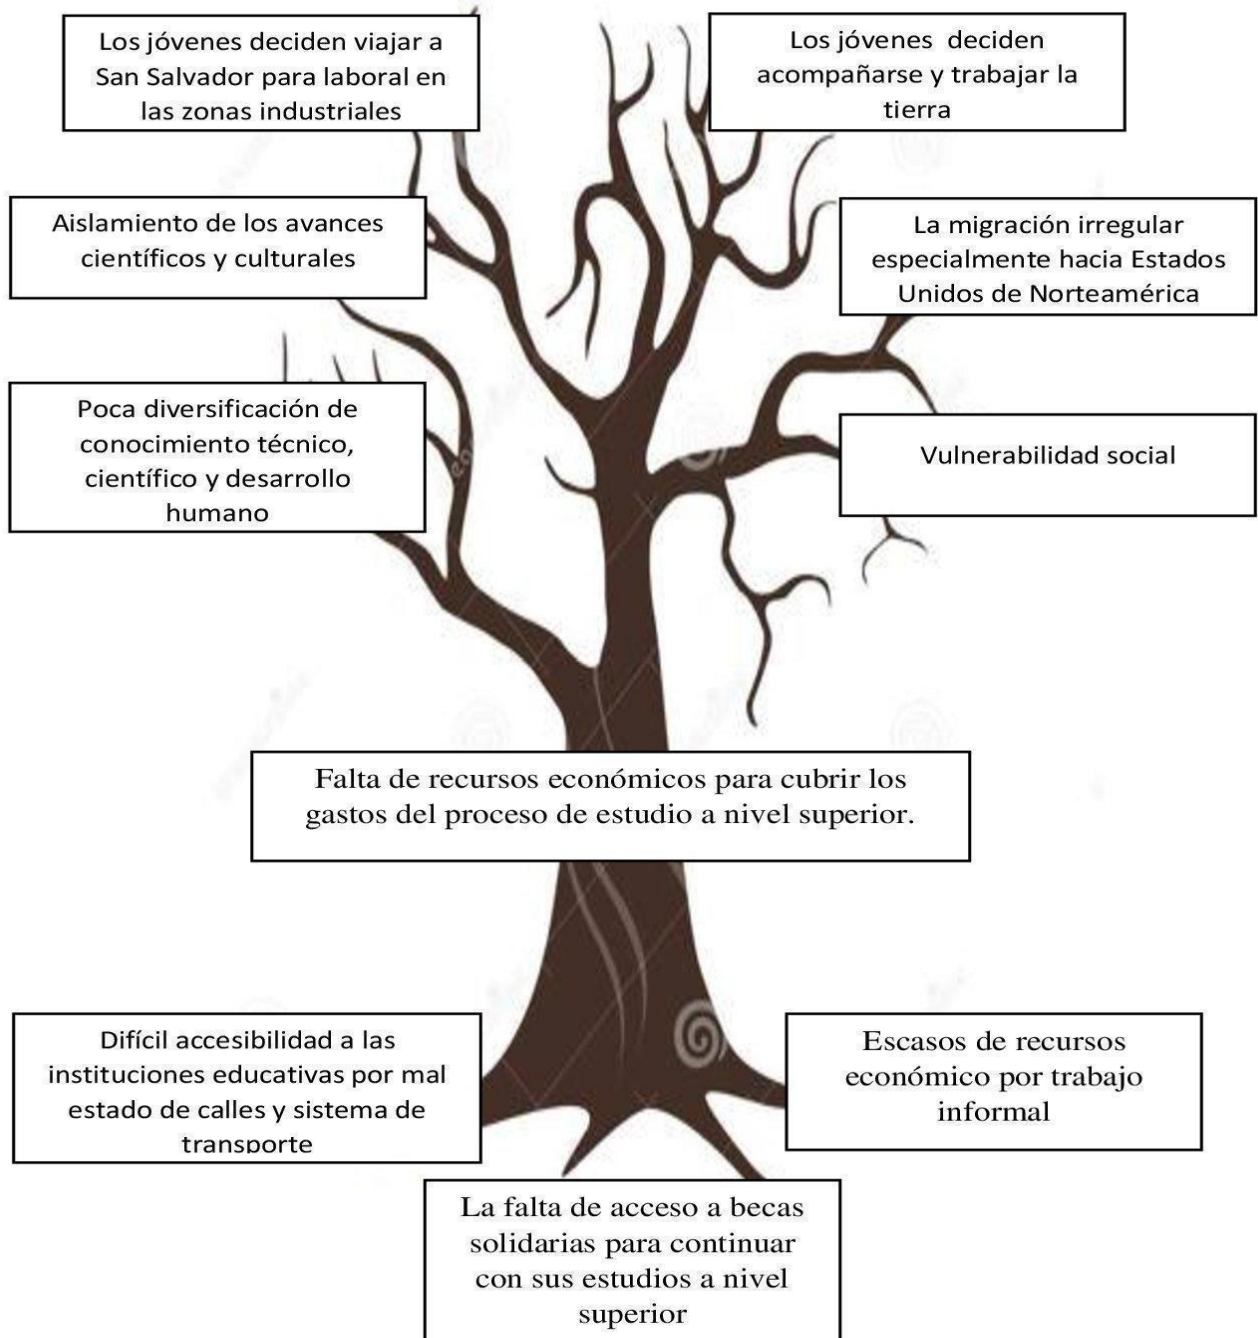 Los jóvenes deciden viajar a
San Salvador para laboral en
las zonas industriales
Los jóvenes deciden
acompañarse y trabajar la
tierra
Aislamiento de los avances
científicos y culturales
La migración irregular
especialmente hacia Estados
Unidos de Norteamérica
Poca diversificación de
conocimiento técnico,
científico y desarrollo
humano
Vulnerabilidad social
Falta de recursos económicos para cubrir los
gastos del proceso de estudio a nivel superior.
Difícil accesibilidad a las
instituciones educativas por mal
estado de calles y sistema de
transporte
Escasos de recursos
económico por trabajo
informal
La falta de acceso a becas
solidarias para continuar
con sus estudios a nivel
superior